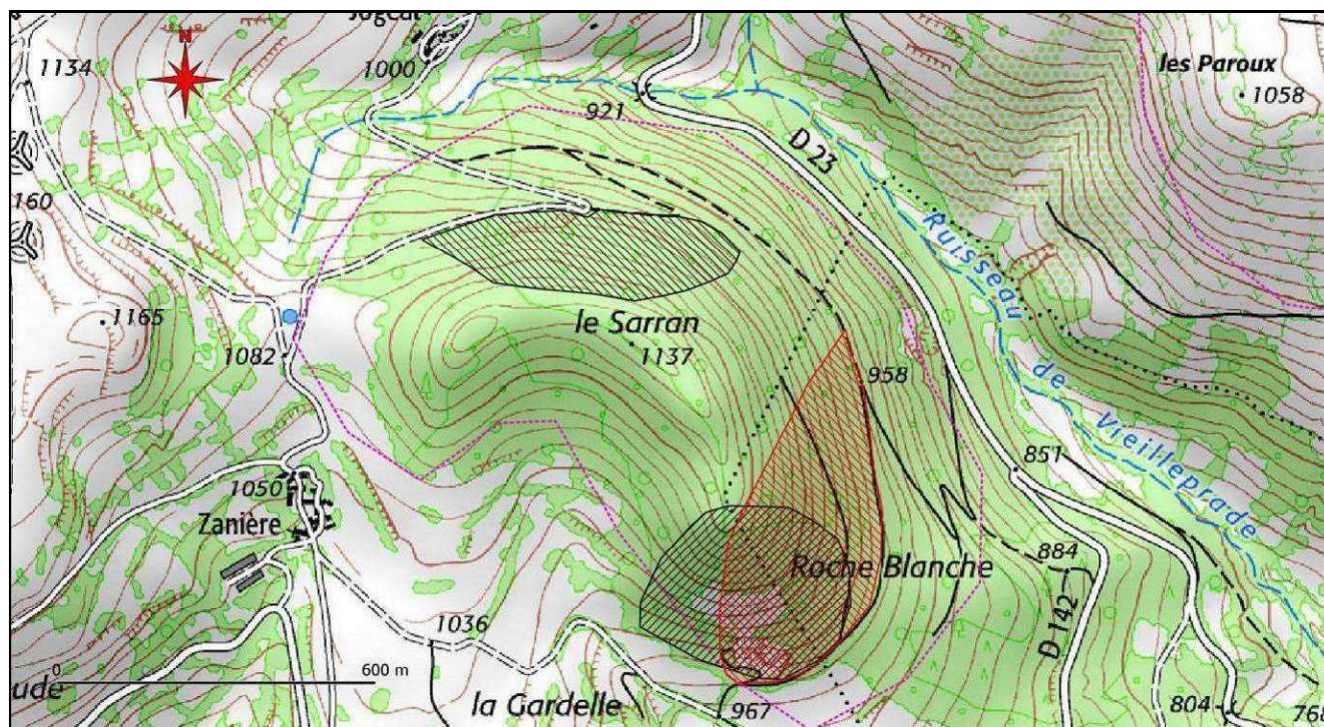 N
1134
1000
921
D 23
les Paroux
1058
160
Ruisseau
de
Vieilleprade
le Sarran
1137
1165
1082
958
851
1050
Zanière
Roche Blanche
884
D 142
1036
0
600 m
ude
la Gardelle
967
804